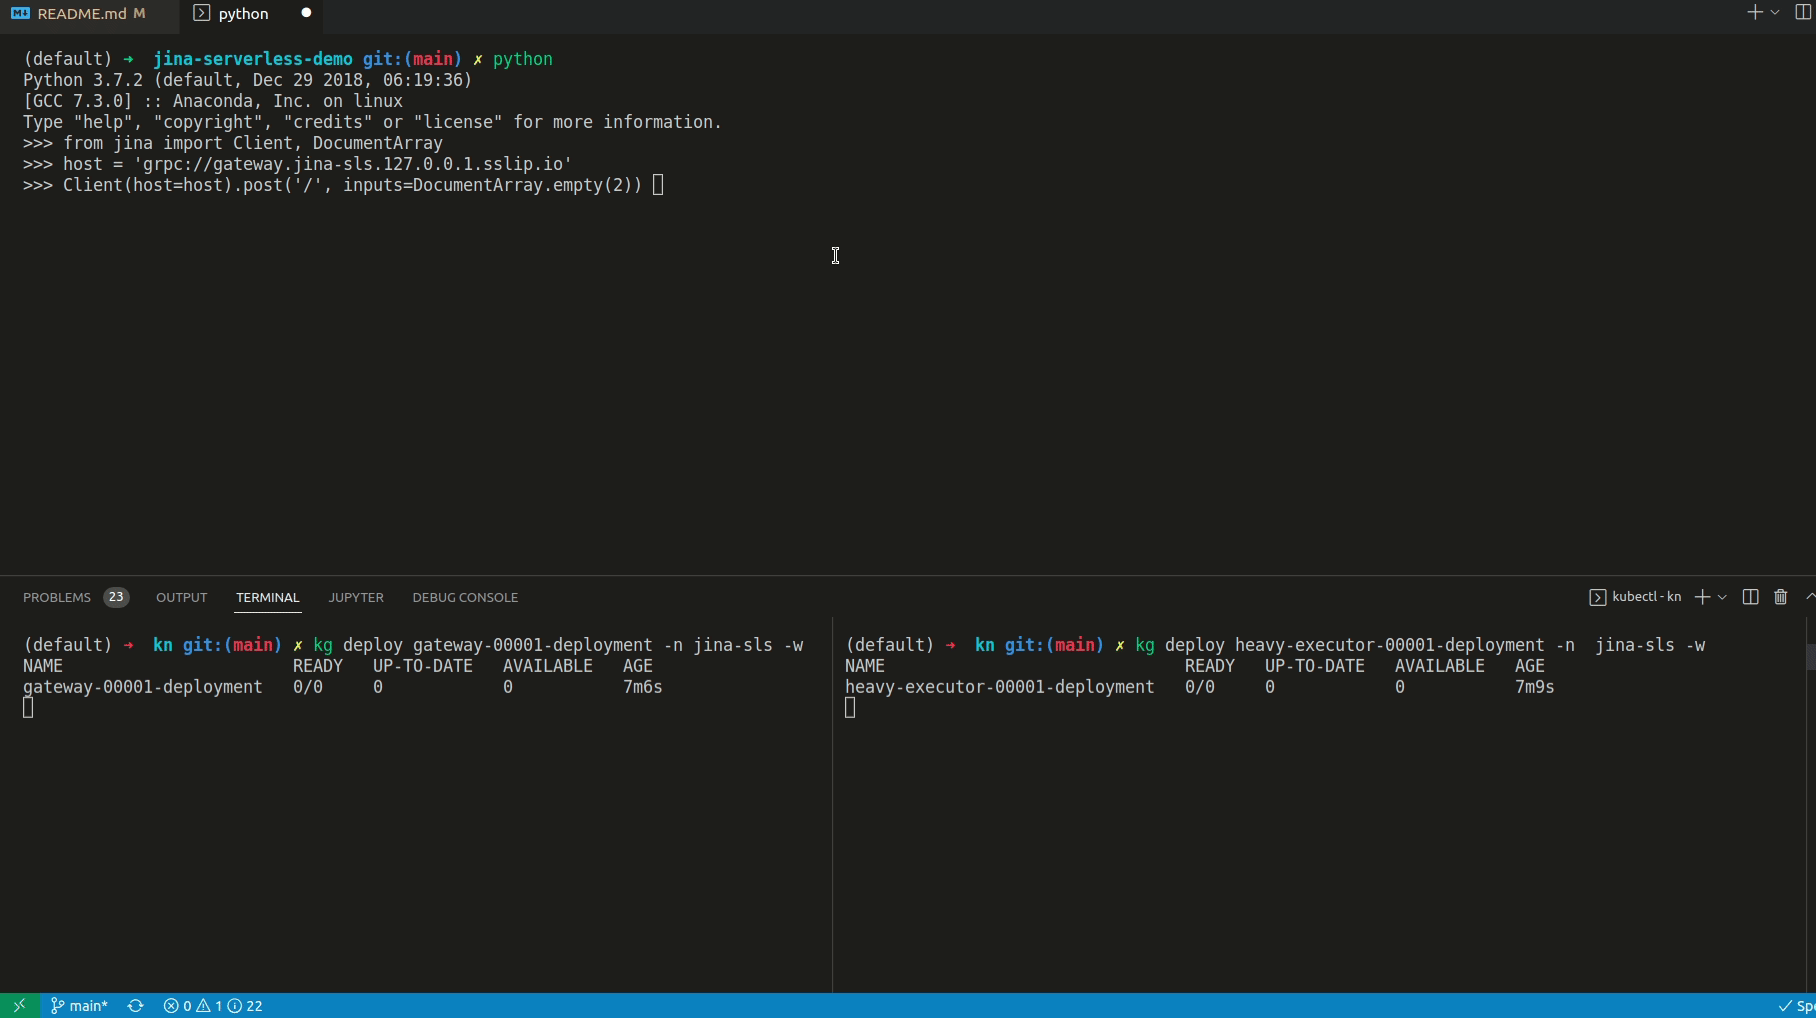 README.md M
python
(default) ➜ jina-serverless-demo git:(main) ✗ python
Python 3.7.2 (default, Dec 29 2018, 06:19:36)
[GCC 7.3.0] :: Anaconda, Inc. on linux
Type "help", "copyright", "credits" or "license" for more information.
>>> from jina import Client, DocumentArray
>>> host = 'grpc://gateway.jina-sls.127.0.0.1.sslip.io'
>>> Client(host=host).post('/', inputs=DocumentArray.empty(2))
PROBLEMS 23 OUTPUT TERMINAL JUPYTER DEBUG CONSOLE
kubectl - kn
(default) ➜ kn git:(main) ✗ kg deploy gateway-00001-deployment -n jina-sls -w
NAME READY UP-TO-DATE AVAILABLE AGE
gateway-00001-deployment 0/0 0 0 7m6s
(default) ➜ kn git:(main) ✗ kg deploy heavy-executor-00001-deployment -n jina-sls -w
NAME READY UP-TO-DATE AVAILABLE AGE
heavy-executor-00001-deployment 0/0 0 0 7m9s
main* 0 1 22